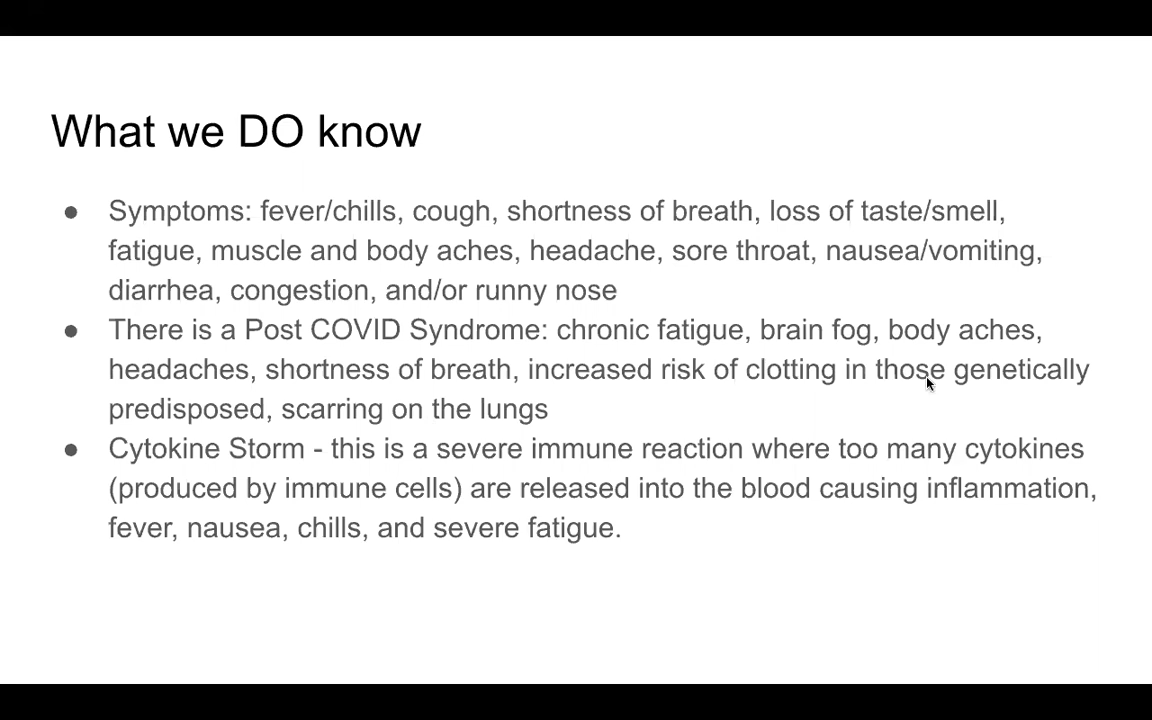 What we DO know
● Symptoms: fever/chills, cough, shortness of breath, loss of taste/smell,
fatigue, muscle and body aches, headache, sore throat, nausea/vomiting,
diarrhea, congestion, and/or runny nose
● There is a Post COVID Syndrome: chronic fatigue, brain fog, body aches,
headaches, shortness of breath, increased risk of clotting in those genetically
predisposed, scarring on the lungs
● Cytokine Storm - this is a severe immune reaction where too many cytokines
(produced by immune cells) are released into the blood causing inflammation,
fever, nausea, chills, and severe fatigue.